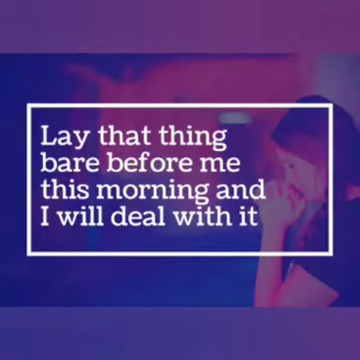 Lay that thing
bare before me
this morning and
I will deal with it